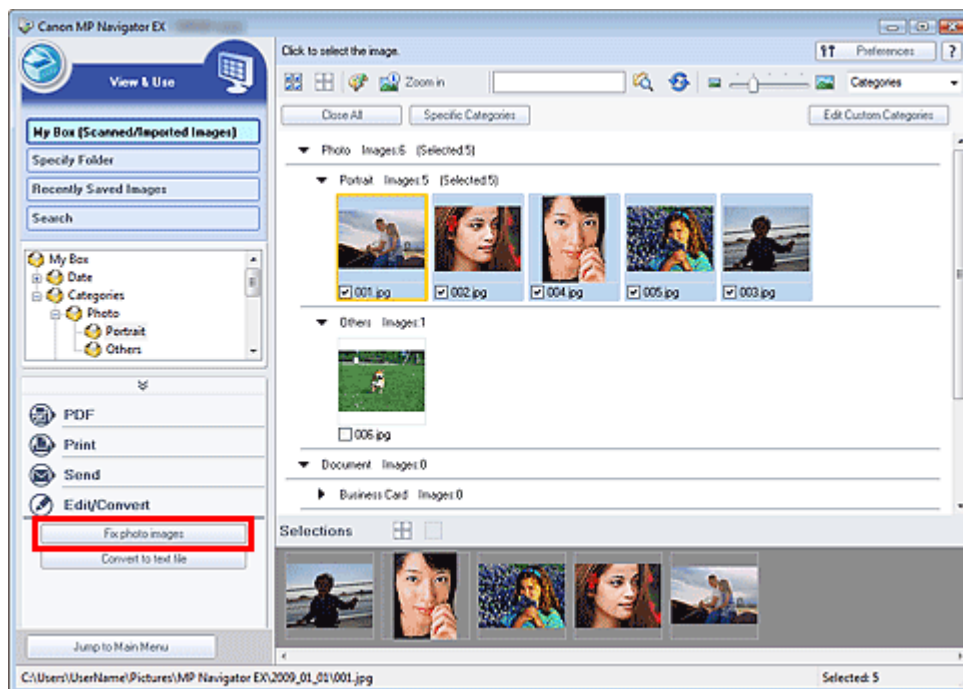 Canon MP Navigator EX
View & Use
My Box (Scanned/Imported Images)
Specify Folder
Recently Saved Images
Search
My Box
Date
Categories
Photo
Portrait
Others
PDF
Print
Send
Edit/Convert
Fix photo images
Convert to text file
Jump to Main Menu
Click to select the image.
Preferences ?
Zoom in
Categories
Close All Specific Categories Edit Custom Categories
Photo Images:6 (Selected:5)
Portrait Images:5 (Selected:5)
001.jpg 002.jpg 004.jpg 005.jpg 003.jpg
Others Images:1
006.jpg
Document Images:0
Business Card Images:0
Selections
C:\Users\UserName\Pictures\MP Navigator EX\2009_01_01\001.jpg Selected: 5